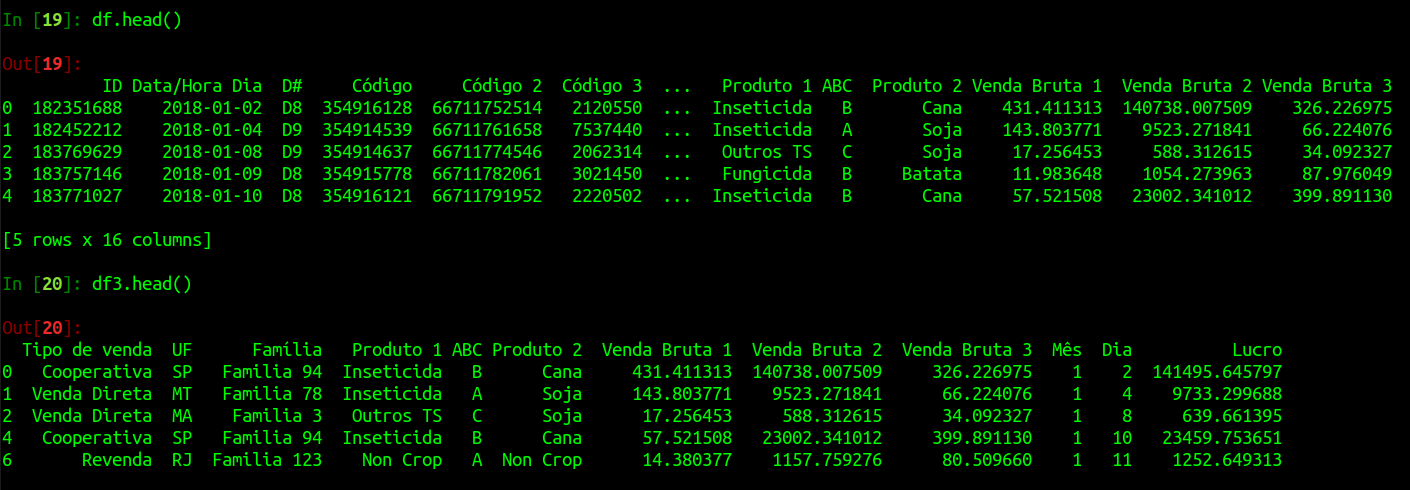 In [19]: df.head()
Out[19]:
ID Data/Hora Dia D# Código Código 2 Código 3 ... Produto 1 ABC Produto 2 Venda Bruta 1 Venda Bruta 2 Venda Bruta 3
0 182351688 2018-01-02 D8 354916128 66711752514 2120550 ... Inseticida B Cana 431.411313 140738.007509 326.226975
1 182452212 2018-01-04 D9 354914539 66711761658 7537440 ... Inseticida A Soja 143.803771 9523.271841 66.224076
2 183769629 2018-01-08 D9 354914637 66711774546 2062314 ... Outros TS C Soja 17.256453 588.312615 34.092327
3 183757146 2018-01-09 D8 354915778 66711782061 3021450 ... Fungicida B Batata 11.983648 1054.273963 87.976049
4 183771027 2018-01-10 D8 354916121 66711791952 2220502 ... Inseticida B Cana 57.521508 23002.341012 399.891130
[5 rows x 16 columns]
In [20]: df3.head()
Out[20]:
Tipo de venda UF Família Produto 1 ABC Produto 2 Venda Bruta 1 Venda Bruta 2 Venda Bruta 3 Mês Dia Lucro
0 Cooperativa SP Familia 94 Inseticida B Cana 431.411313 140738.007509 326.226975 1 2 141495.645797
1 Venda Direta MT Familia 78 Inseticida A Soja 143.803771 9523.271841 66.224076 1 4 9733.299688
2 Venda Direta MA Familia 3 Outros TS C Soja 17.256453 588.312615 34.092327 1 8 639.661395
4 Cooperativa SP Familia 94 Inseticida B Cana 57.521508 23002.341012 399.891130 1 10 23459.753651
6 Revenda RJ Familia 123 Non Crop A Non Crop 14.380377 1157.759276 80.509660 1 11 1252.649313